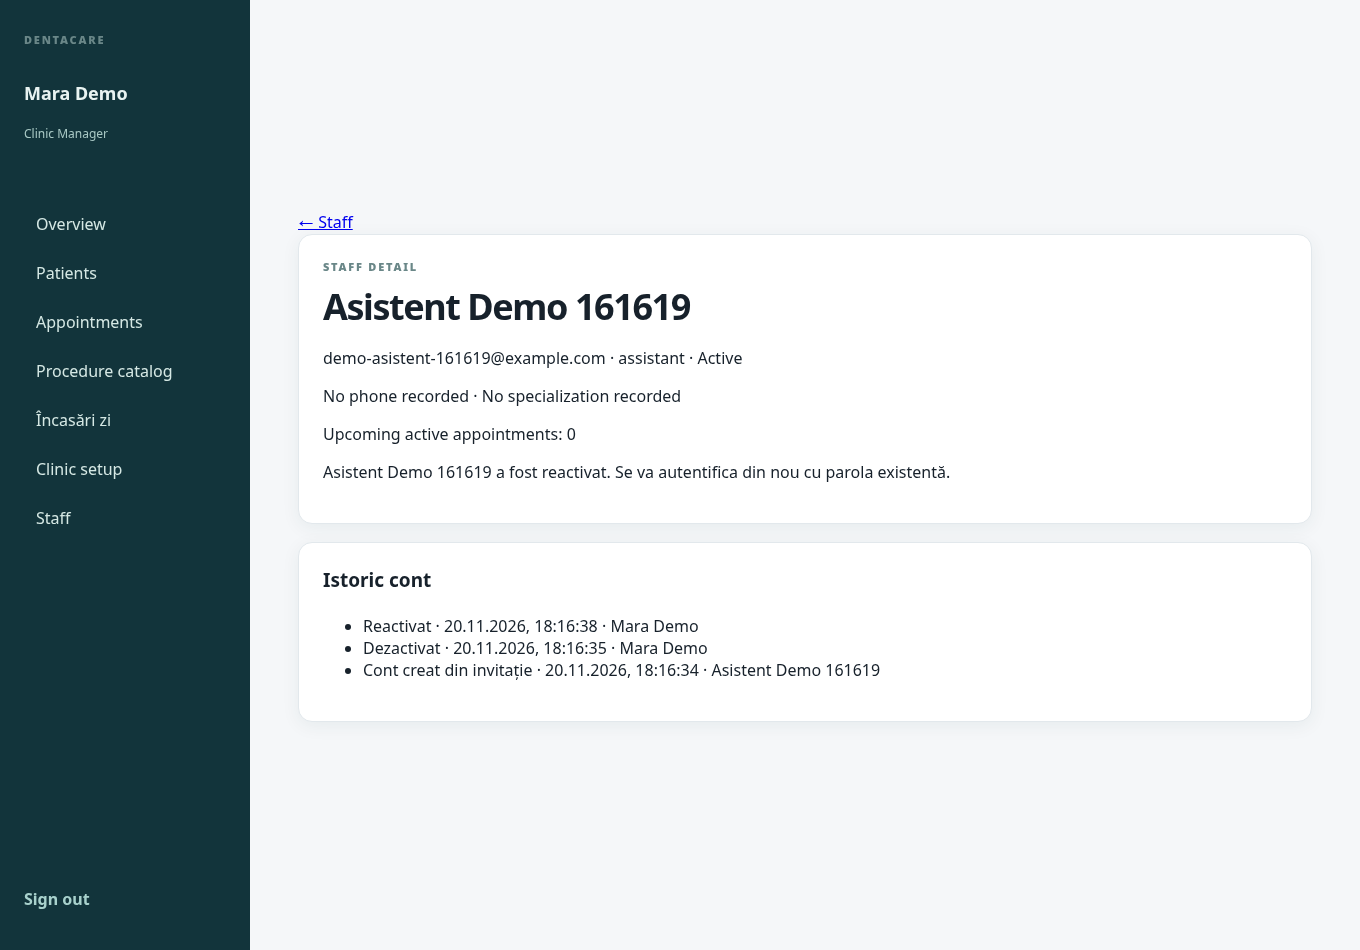 DENTACARE
Mara Demo
Clinic Manager
Overview
Patients
Appointments
Procedure catalog
Încasări zi
Clinic setup
Staff
Sign out
← Staff
STAFF DETAIL
Asistent Demo 161619
demo-asistent-161619@example.com · assistant · Active
No phone recorded · No specialization recorded
Upcoming active appointments: 0
Asistent Demo 161619 a fost reactivat. Se va autentifica din nou cu parola existentă.
Istoric cont
Reactivat · 20.11.2026, 18:16:38 · Mara Demo
Dezactivat · 20.11.2026, 18:16:35 · Mara Demo
Cont creat din invitație · 20.11.2026, 18:16:34 · Asistent Demo 161619